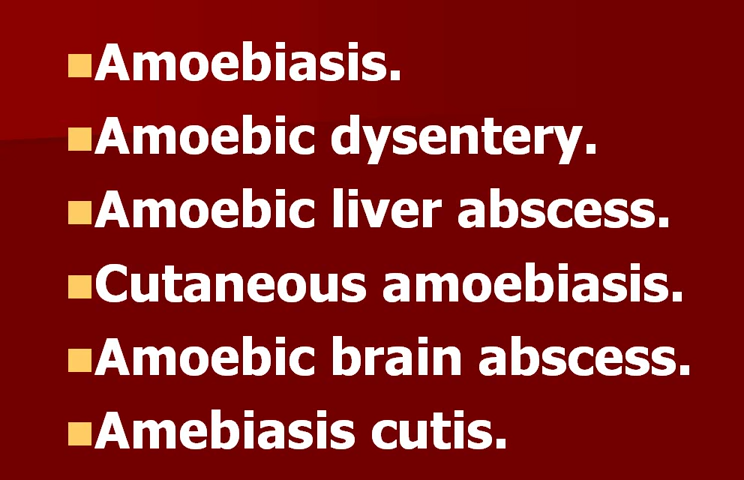 Amoebiasis.
Amoebic dysentery.
Amoebic liver abscess.
Cutaneous amoebiasis.
Amoebic brain abscess.
Amebiasis cutis.